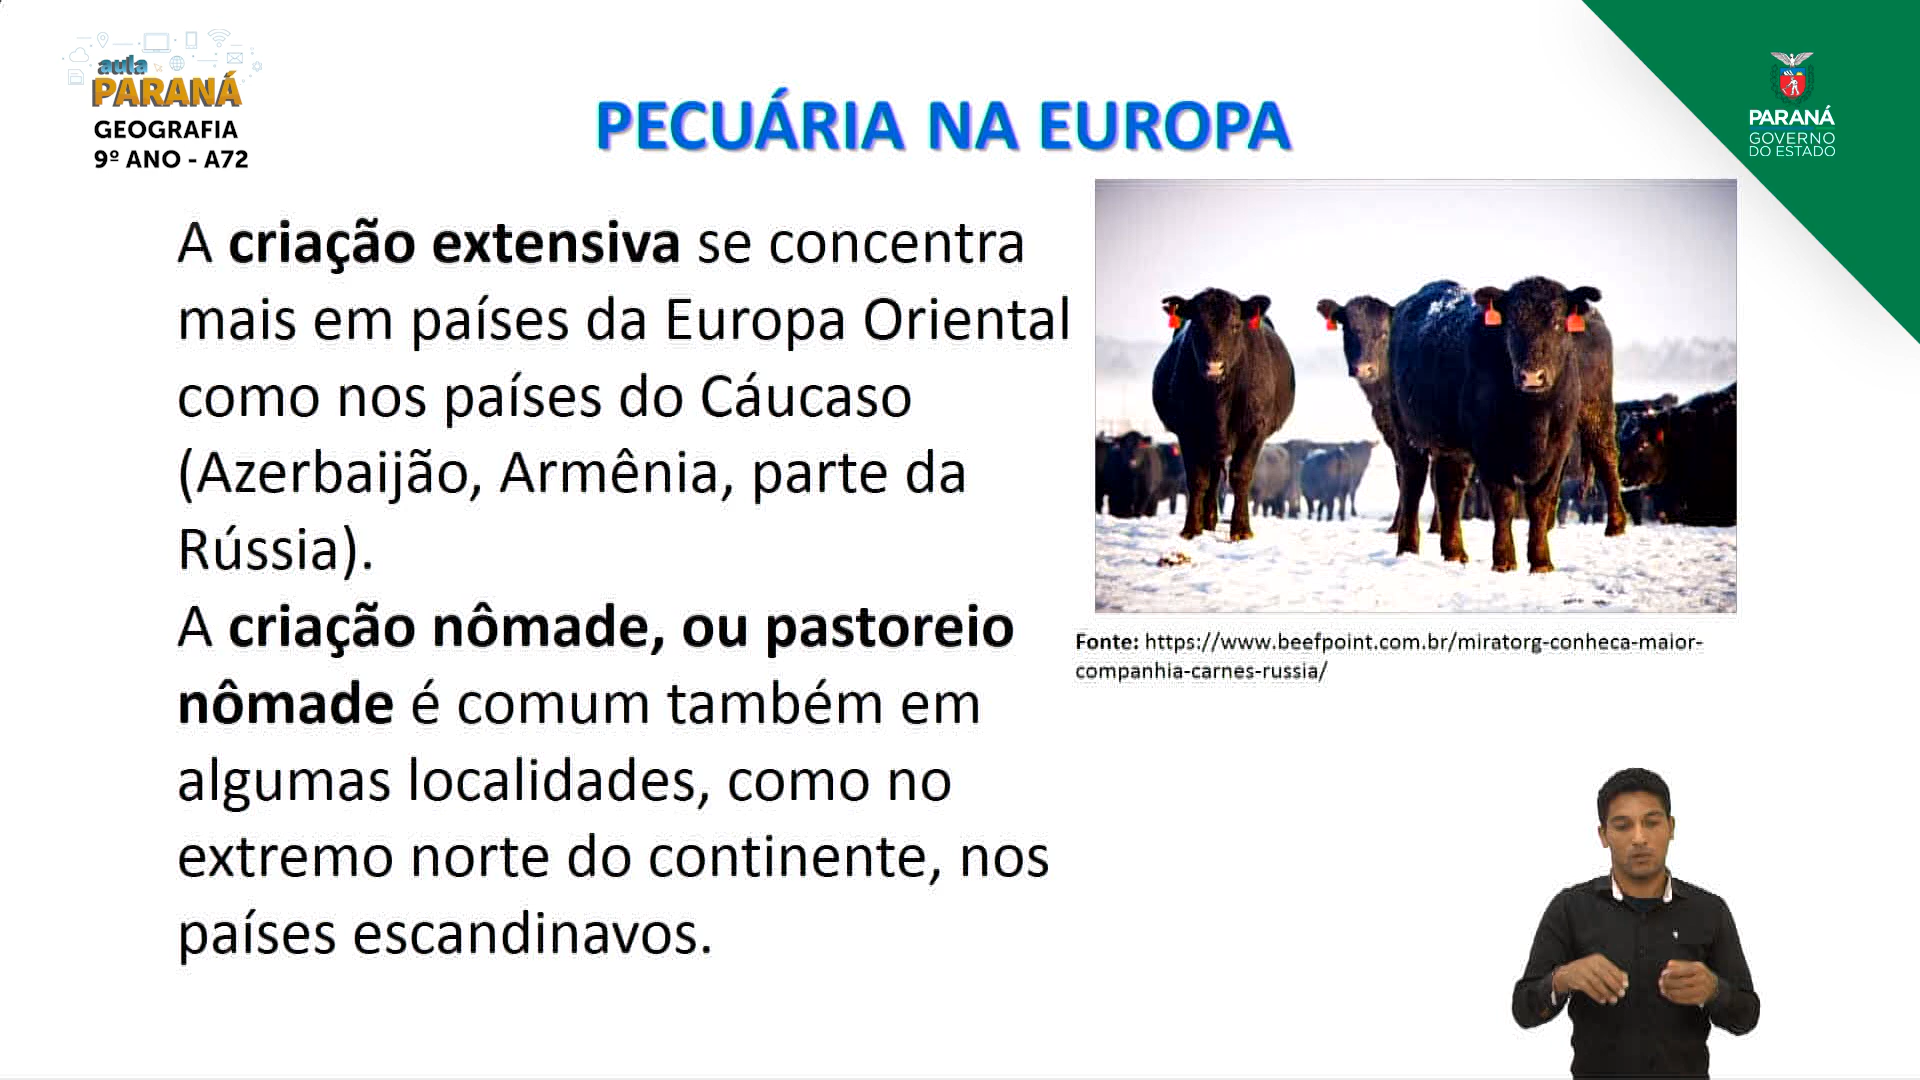 aula
PARANÁ
GEOGRAFIA
9º ANO - A72
PECUÁRIA NA EUROPA
PARANÁ
GOVERNO
DO ESTADO
A criação extensiva se concentra
mais em países da Europa Oriental
como nos países do Cáucaso
(Azerbaijão, Armênia, parte da
Rússia).
A criação nômade, ou pastoreio
nômade é comum também em
algumas localidades, como no
extremo norte do continente, nos
países escandinavos.
Fonte: https://www.beefpoint.com.br/miratorg-conheca-maior-
companhia-carnes-russia/